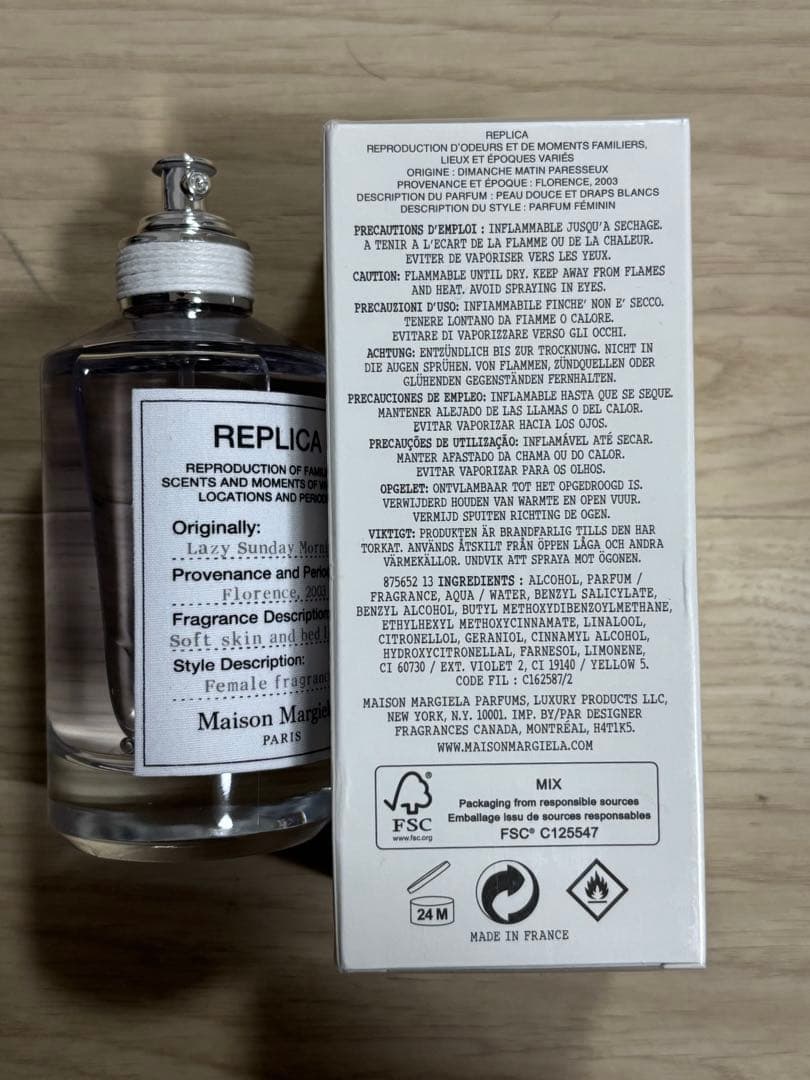 REPLICA
REPRODUCTION OF
SCENTS AND MOMENTS OF
LOCATIONS AND
Originally:
Lazy Sunday
Provenance and
Florence, 2003
Fragrance Description
Soft skin and bed
Style Description:
Female
Maison
PARIS
REPLICA
REPRODUCTION D'ODEURS ET DE MOMENTS FAMILIERS,
LIEUX ET ÉPOQUES VARIÉS
ORIGINE : DIMANCHE MATIN PARESSEUX
PROVENANCE ET ÉPOQUE : FLORENCE, 2003
DESCRIPTION DU PARFUM : PEAU DOUCE ET DRAPS BLANCS
DESCRIPTION DU STYLE : PARFUM FÉMININ
PRECAUTIONS D'EMPLOI : INFLAMMABLE JUSQU'A SECHAGE.
A TENIR A L'ECART DE LA FLAMME OU DE LA CHALEUR.
EVITER DE VAPORISER VERS LES YEUX.
CAUTION: FLAMMABLE UNTIL DRY. KEEP AWAY FROM FLAMES
AND HEAT. AVOID SPRAYING IN EYES.
PRECAUZIONI D'USO: INFIAMMABILE FINCHE' NON E' SECCO.
TENERE LONTANO DA FIAMME O CALORE.
EVITARE DI VAPORIZZARE VERSO GLI OCCHI.
ACHTUNG: ENTZÜNDLICH BIS ZUR TROCKNUNG. NICHT IN
DIE AUGEN SPRÜHEN. VON FLAMMEN, ZÜNDQUELLEN ODER
GLÜHENDEN GEGENSTÄNDEN FERNHALTEN.
PRECAUCIONES DE EMPLEO: INFLAMABLE HASTA QUE SE SEQUE.
MANTENER ALEJADO DE LAS LLAMAS O DEL CALOR.
EVITAR VAPORIZAR HACIA LOS OJOS.
PRECAUÇÕES DE UTILIZAÇÃO: INFLAMÁVEL ATÉ SECAR.
MANTER AFASTADO DA CHAMA OU DO CALOR.
EVITAR VAPORIZAR PARA OS OLHOS.
OPGELET: ONTVLAMBAAR TOT HET OPGEDROOGD IS.
VERWIJDERD HOUDEN VAN WARMTE EN OPEN VUUR.
VERMIJD SPUITEN RICHTING DE OGEN.
VIKTIGT: PRODUKTEN ÄR BRANDFARLIG TILLS DEN HAR
TORKAT. ANVÄNDS ÅTSKILT FRÅN ÖPPEN LÅGA OCH ANDRA
VÄRMEKÄLLOR. UNDVIK ATT SPRAYA MOT ÖGONEN.
875652 13 INGREDIENTS : ALCOHOL, PARFUM /
FRAGRANCE, AQUA / WATER, BENZYL SALICYLATE,
BENZYL ALCOHOL, BUTYL METHOXYDIBENZOYLMETHANE,
ETHYLHEXYL METHOXYCINNAMATE, LINALOOL,
CITRONELLOL, GERANIOL, CINNAMYL ALCOHOL,
HYDROXYCITRONELLAL, FARNESOL, LIMONENE,
CI 60730 / EXT. VIOLET 2, CI 19140 / YELLOW 5.
CODE FIL : C162587/2
MAISON MARGIELA PARFUMS, LUXURY PRODUCTS LLC,
NEW YORK, N.Y. 10001. IMP. BY/PAR DESIGNER
FRAGRANCES CANADA, MONTRÉAL, H4T1K5.
WWW.MAISONMARGIELA.COM
FSC®
www.fsc.org
MIX
Packaging from responsible sources
Emballage issu de sources responsables
FSC® C125547
24 M
MADE IN FRANCE